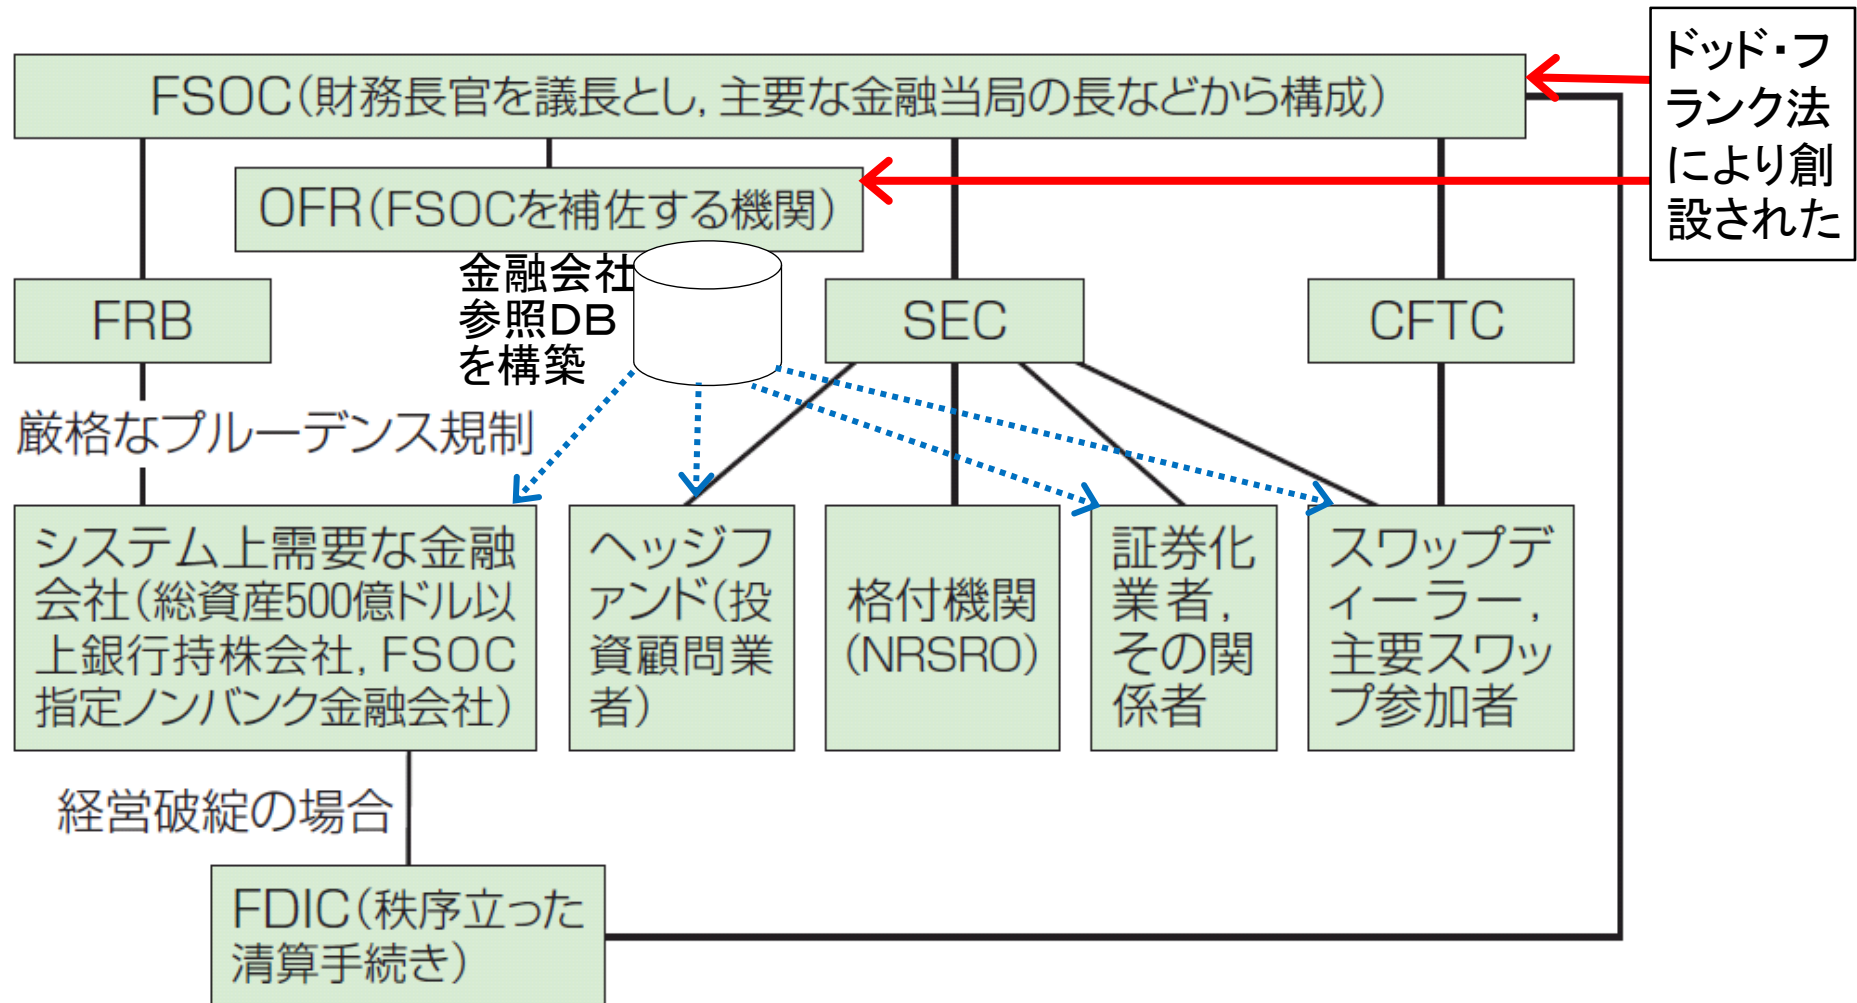 FSOC(財務長官を議長とし,主要な金融当局の長などから構成)
ドッド・フ
ランク法
により創
設された
OFR(FSOCを補佐する機関)
金融会社
参照DB
を構築
FRB
SEC
CFTC
厳格なプルーデンス規制
システム上需要な金融
会社(総資産500億ドル以
上銀行持株会社,FSOC
指定ノンバンク金融会社)
ヘッジフ
ァンド(投
資顧問業
者)
格付機関
(NRSRO)
証券化
業者,
その関
係者
スワップデ
ィーラー,
主要スワッ
プ参加者
経営破綻の場合
FDIC(秩序立った
清算手続き)